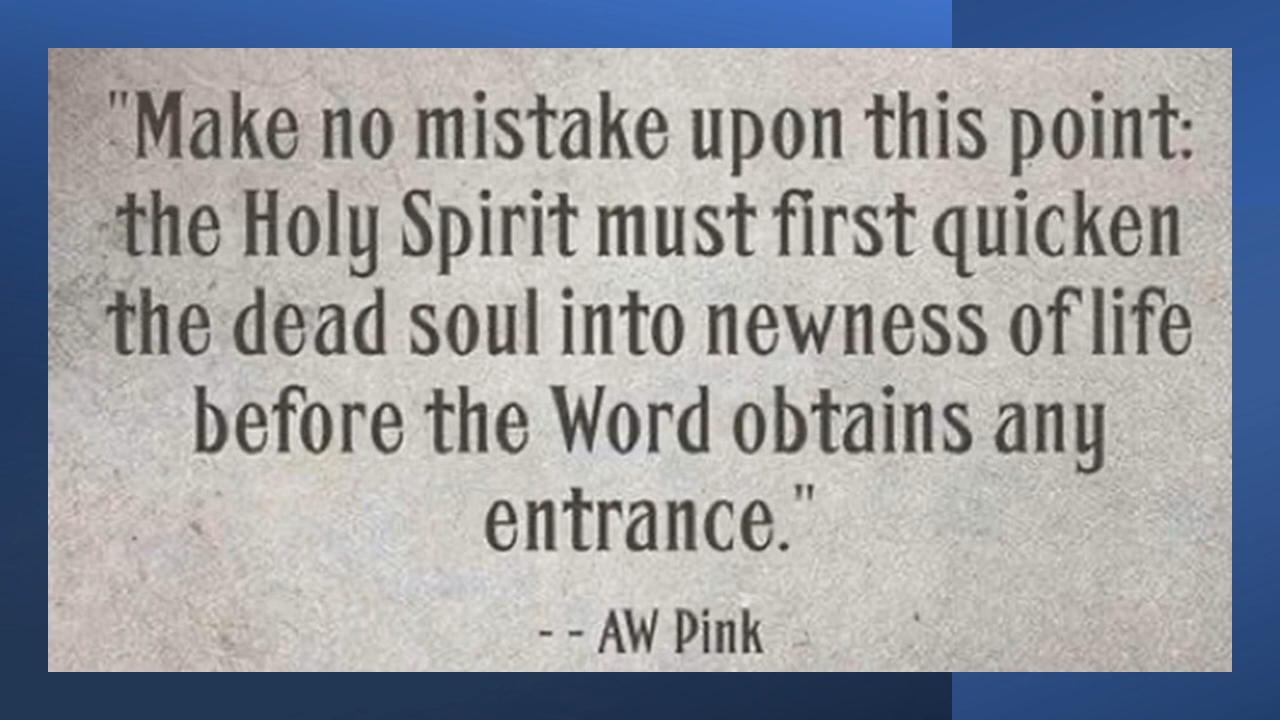 "Make no mistake upon this point:
the Holy Spirit must first quicken
the dead soul into newness of life
before the Word obtains any
entrance."
- - AW Pink